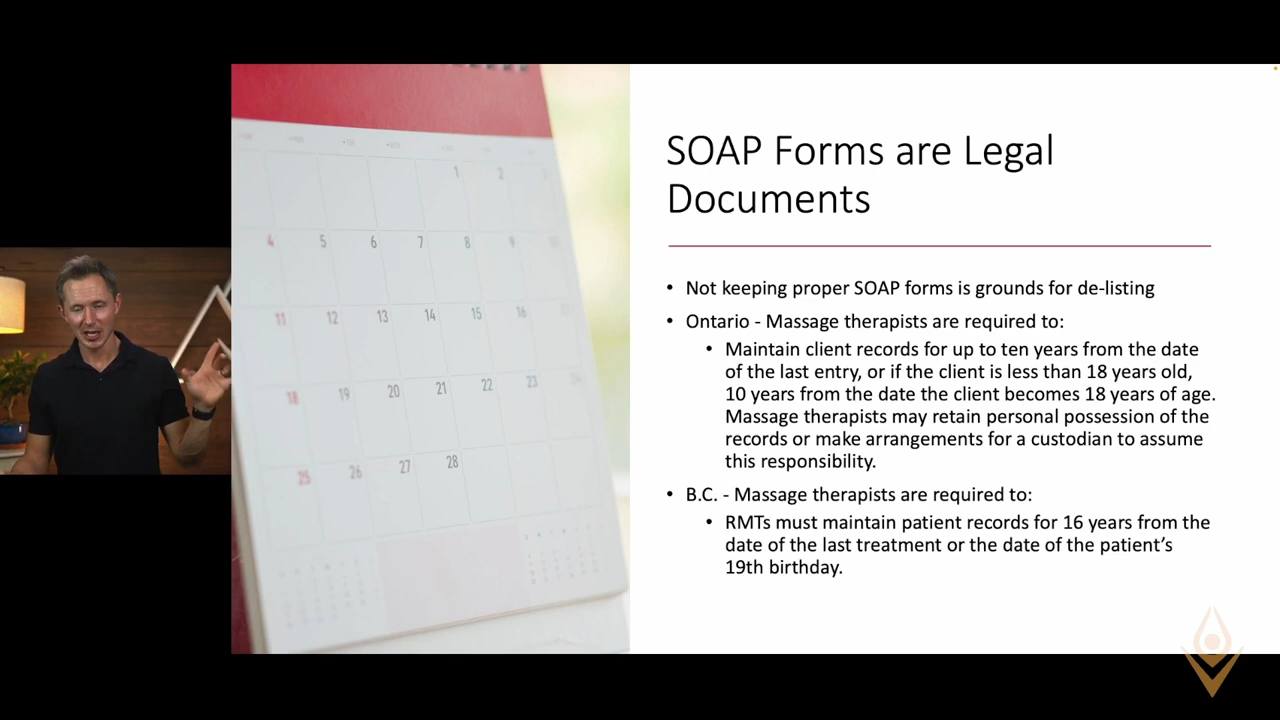 SOAP Forms are Legal
Documents
• Not keeping proper SOAP forms is grounds for de-listing
• Ontario - Massage therapists are required to:
• Maintain client records for up to ten years from the date
of the last entry, or if the client is less than 18 years old,
10 years from the date the client becomes 18 years of age.
Massage therapists may retain personal possession of the
records or make arrangements for a custodian to assume
this responsibility.
• B.C. - Massage therapists are required to:
• RMTs must maintain patient records for 16 years from the
date of the last treatment or the date of the patient’s
19th birthday.
1 2
4 5 6 7 8 9
11 12 13 14 15 16
18 19 20 21 22 23
25 26 27 28